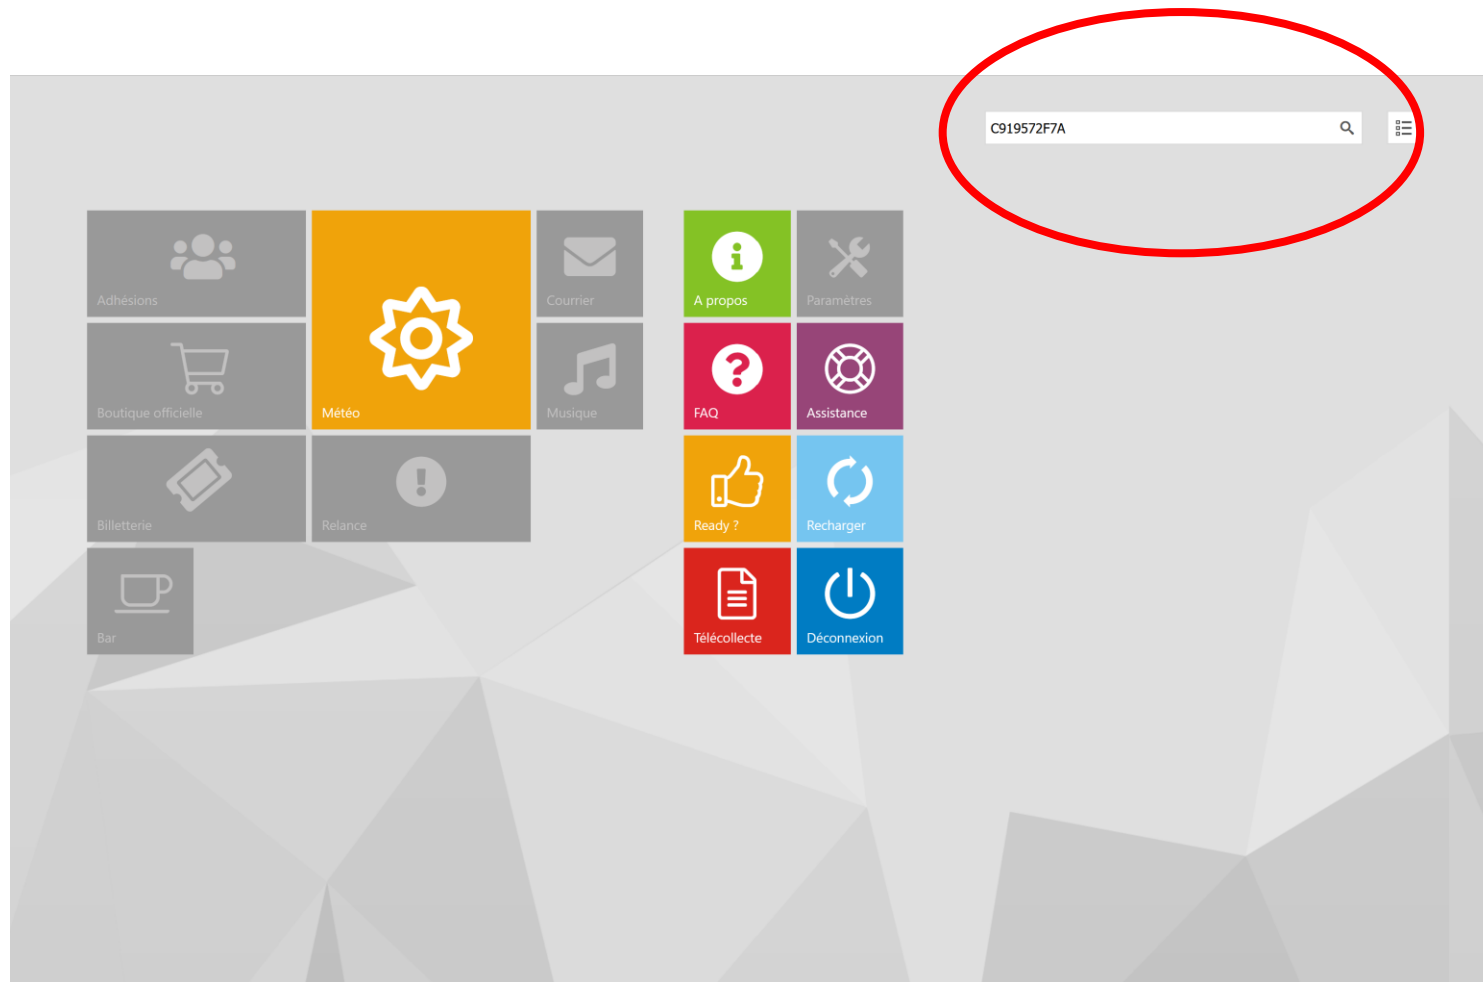 C919572F7A
Adhésions
Courrier
A propos
Paramètres
Boutique officielle
Météo
Musique
FAQ
Assistance
Billetterie
Relance
Ready ?
Recharger
Bar
Télécollecte
Déconnexion